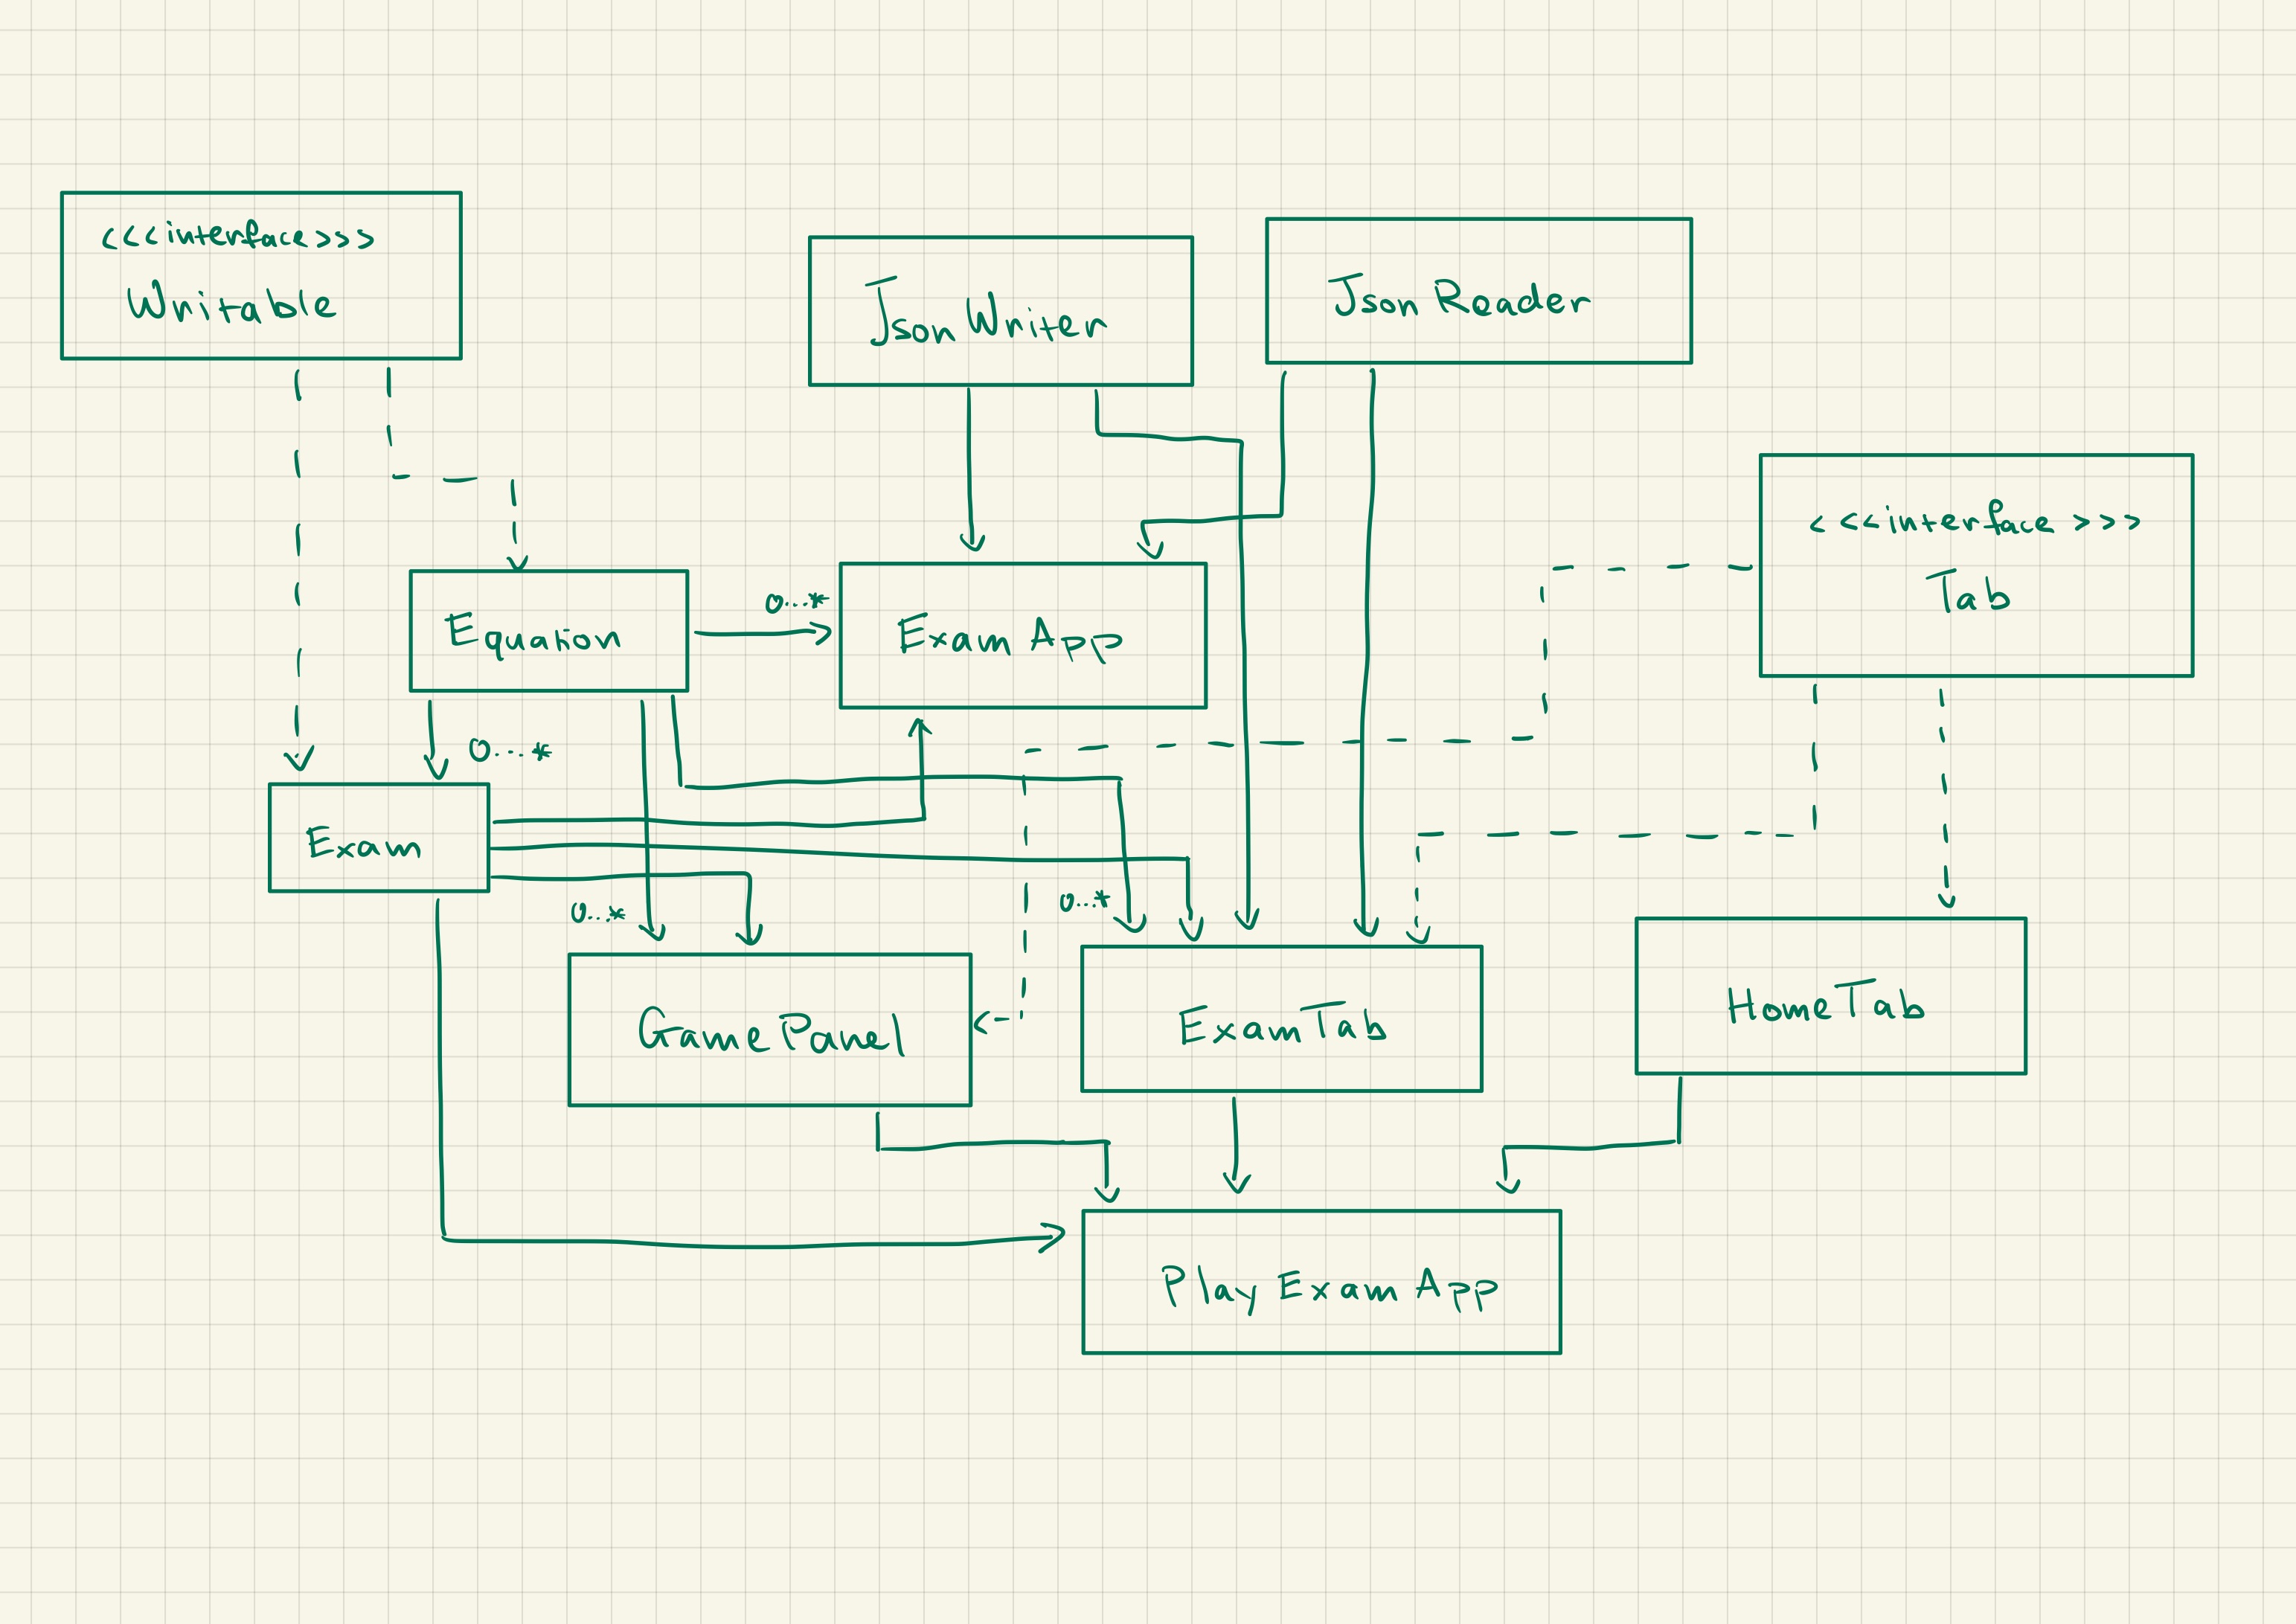 <<<interface>>>
Writable
Json Writer
Json Reader
<<<interface>>>
Tab
Equation
0...*
Exam App
0...*
Exam
0...*
0...*
GamePanel
ExamTab
HomeTab
Play Exam App